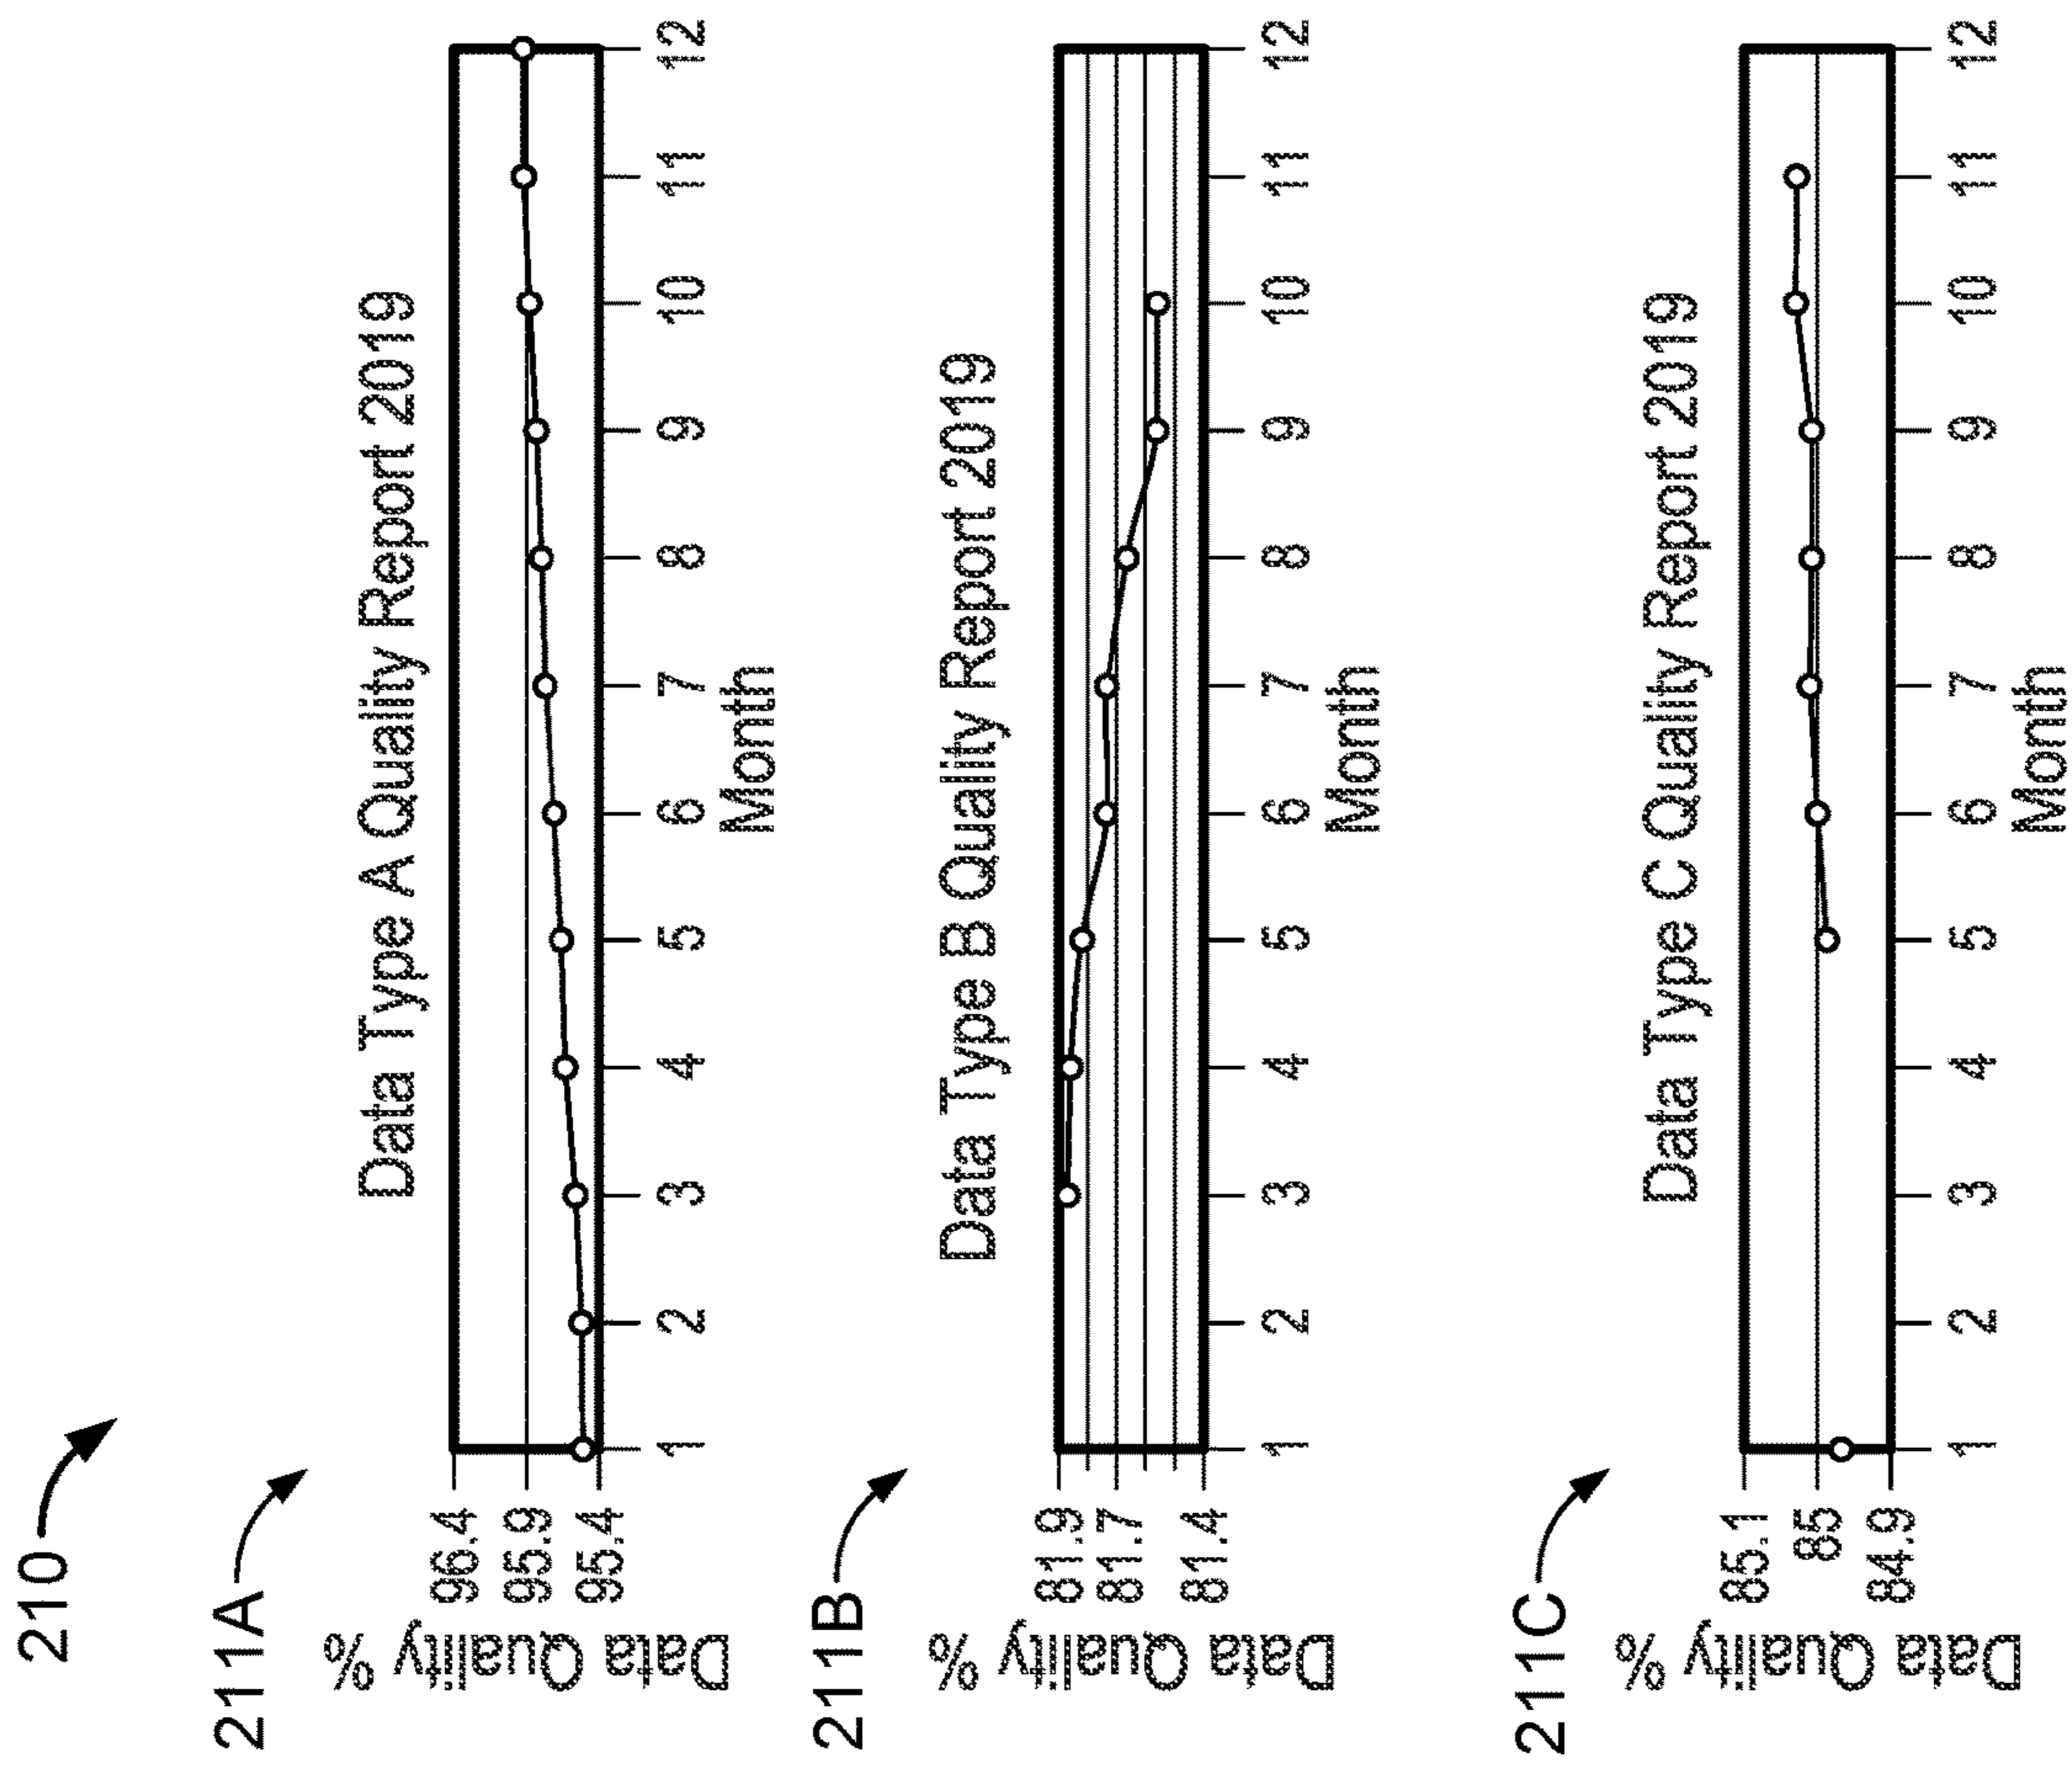 210
211A
Data Type A Quality Report 2019
Data Quality
%
96.4
95.9
95.4
1 2 3 4 5 6 7 8 9 10 11 12
Month
211B
Data Type B Quality Report 2019
Data Quality
%
81.9
81.7
81.4
1 2 3 4 5 6 7 8 9 10 11 12
Month
211C
Data Type C Quality Report 2019
Data Quality
%
85.1
85
84.9
1 2 3 4 5 6 7 8 9 10 11 12
Month